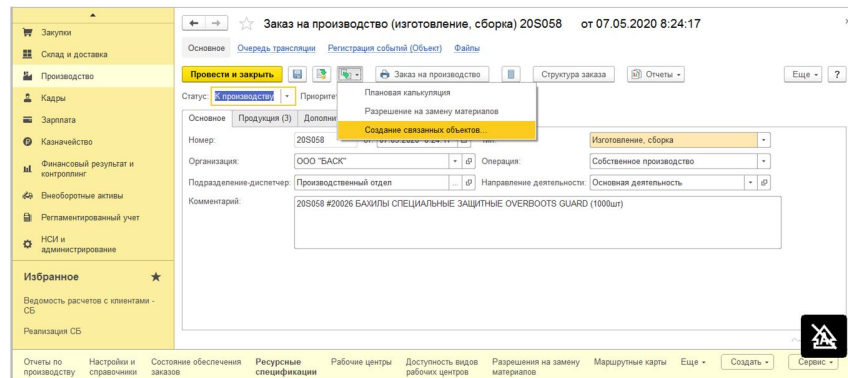 Закупки
Склад и доставка
Производство
Кадры
Зарплата
Казначейство
Финансовый результат и
контроллинг
Внеоборотные активы
Регламентированный учет
НСИ и
администрирование
Избранное
Ведомость расчетов с клиентами -
СБ
Реализация СБ
Заказ на производство (изготовление, сборка) 20S058 от 07.05.2020 8:24:17
Основное Очередь трансляции Регистрация событий (Объект) Файлы
Провести и закрыть Заказ на производство Структура заказа Отчеты Еще ?
Статус: К производству
Плановая калькуляция
Разрешение на замену материалов
Создание связанных объектов...
Основное Продукция (3)
Номер: 20S058 Изготовление, сборка
Организация: ООО "БАСК" Операция: Собственное производство
Подразделение-диспетчер: Производственный отдел Направление деятельности: Основная деятельность
Комментарий: 20S058 #20026 БАХИЛЫ СПЕЦИАЛЬНЫЕ ЗАЩИТНЫЕ OVERBOOTS GUARD (1000шт)
Отчеты по производству Настройки и справочники Состояние обеспечения заказов Ресурсные спецификации Рабочие центры Доступность видов рабочих центров Разрешения на замену материалов Маршрутные карты Еще Создать Сервис